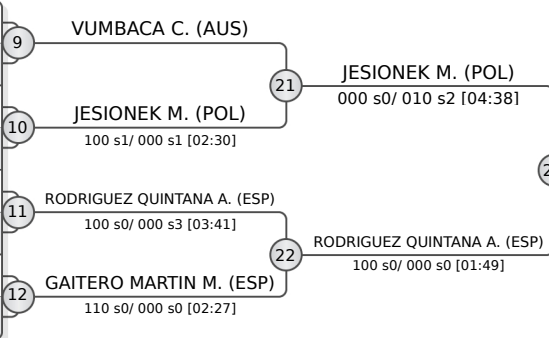 9
VUMBACA C. (AUS)
21
JESIONEK M. (POL)
000 s0/ 010 s2 [04:38]
10
JESIONEK M. (POL)
100 s1/ 000 s1 [02:30]
11
RODRIGUEZ QUINTANA A. (ESP)
100 s0/ 000 s3 [03:41]
22
RODRIGUEZ QUINTANA A. (ESP)
100 s0/ 000 s0 [01:49]
12
GAITERO MARTIN M. (ESP)
110 s0/ 000 s0 [02:27]